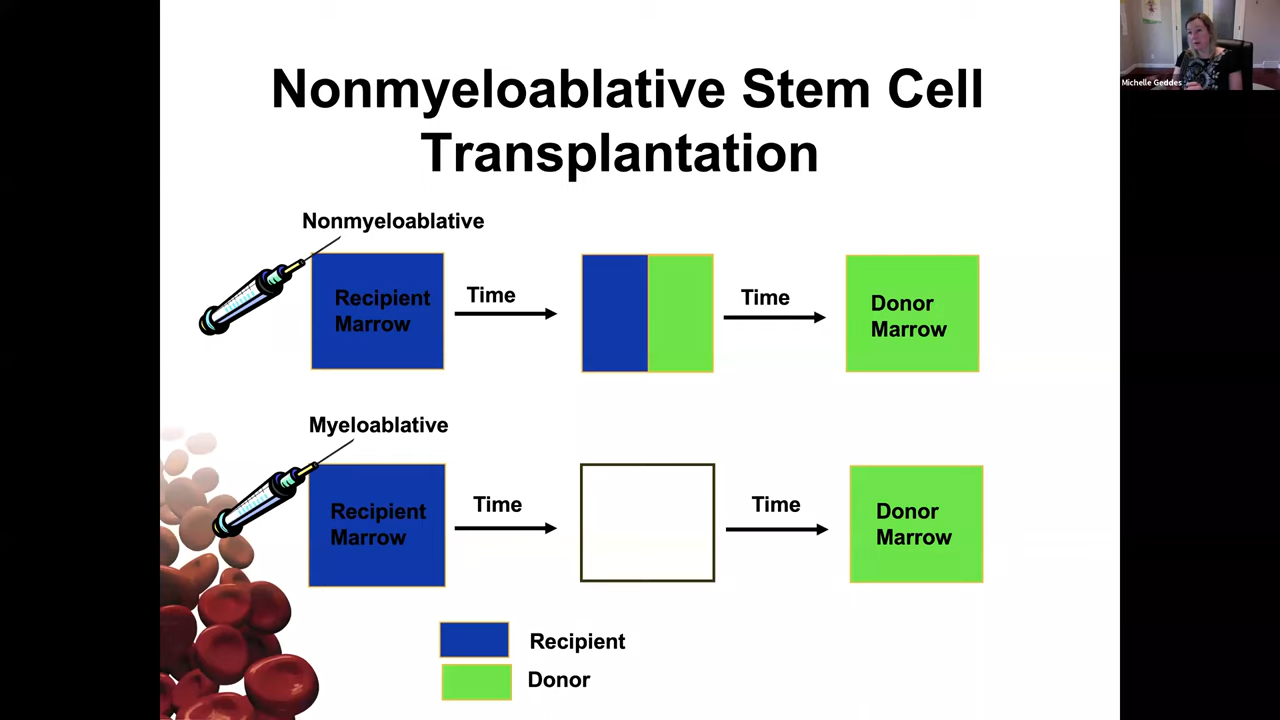 Nonmyeloablative Stem Cell
Transplantation
Michelle Geddes
Nonmyeloablative
Recipient
Marrow
Time
Time
Donor
Marrow
Myeloablative
Recipient
Marrow
Time
Time
Donor
Marrow
Recipient
Donor